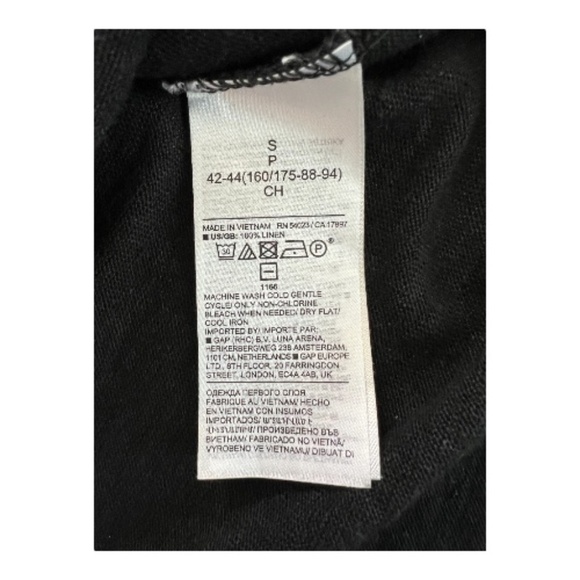 S
P
42-44(160/175-88-94)
CH
MADE IN VIETNAM RN 54023/CA 17897
■ US/GB: 100% LINEN
30 P
1166
MACHINE WASH COLD GENTLE
CYCLE/ ONLY NON-CHLORINE
BLEACH WHEN NEEDED/ DRY FLAT/
COOL IRON
IMPORTED BY/ IMPORTE PAR:
■ GAP (RHC) B.V. LUNA ARENA,
HERIKERBERGWEG 238 AMSTERDAM,
1101 CM, NETHERLANDS ■ GAP EUROPE
LTD., 8TH FLOOR, 20 FARRINGDON
STREET, LONDON, EC4A 4AB, UK
ОДЕЖДА ПЕРВОГО СЛОЯ
FABRIQUE AU VIETNAM/ HECHO
EN VIETNAM CON INSUMOS
IMPORTADOS/ ПРОИЗВЕДЕНО ВЪВ
ВИЕТНАМ/ FABRICADO NO VIETNÃ/
VYROBENO VE VIETNAMU/ DIBUAT DI